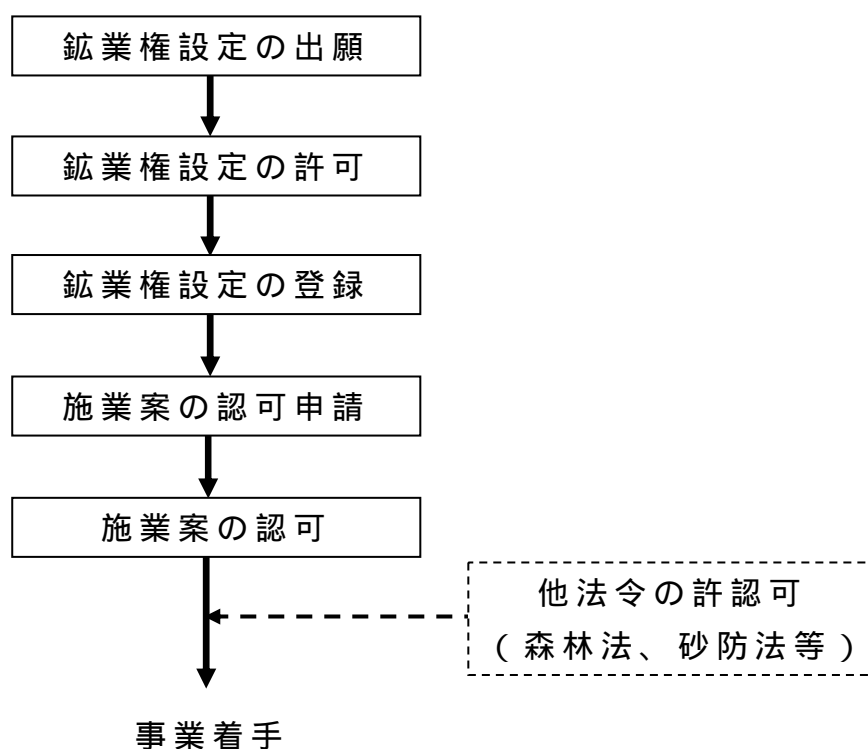 鉱業権設定の出願
鉱業権設定の許可
鉱業権設定の登録
施業案の認可申請
施業案の認可
他法令の許認可
（森林法、砂防法等）
事業着手